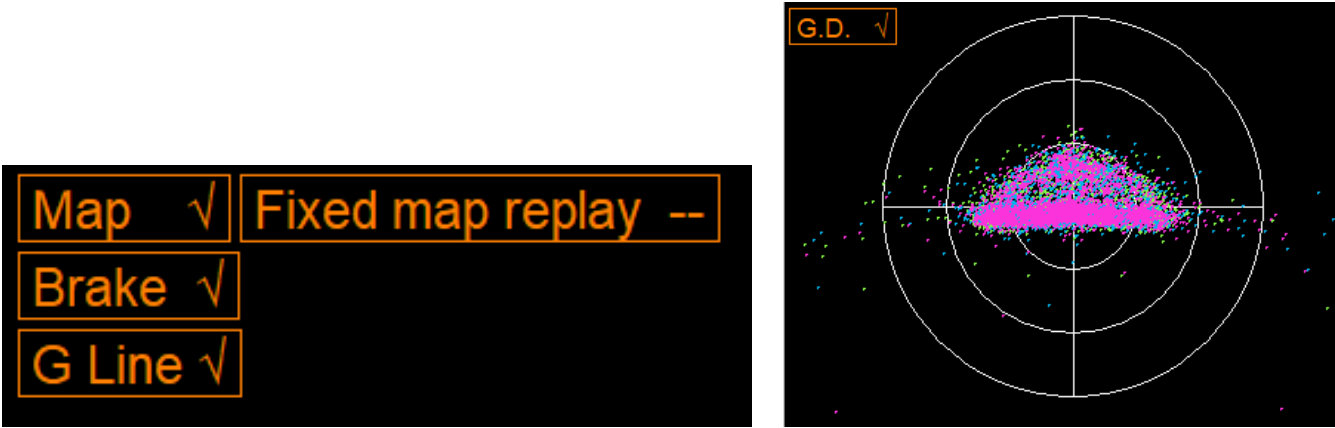 Map √ Fixed map replay --
Brake √
G Line √
G.D. √